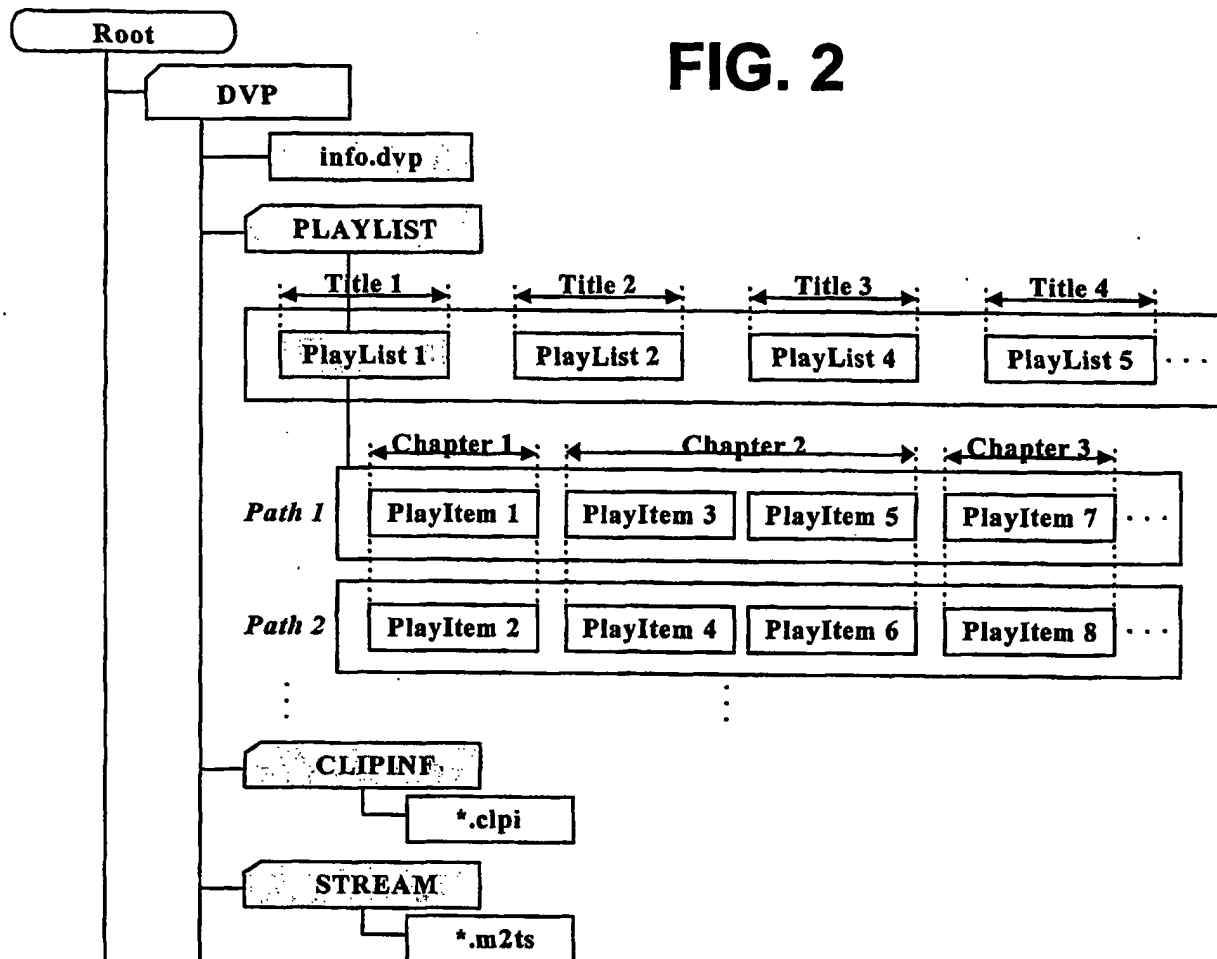 FIG. 2
Root
DVP
info.dvp
PLAYLIST
Title 1 Title 2 Title 3 Title 4
PlayList 1 PlayList 2 PlayList 4 PlayList 5 . . .
Chapter 1 Chapter 2 Chapter 3
Path 1 PlayItem 1 PlayItem 3 PlayItem 5 PlayItem 7 . . .
Path 2 PlayItem 2 PlayItem 4 PlayItem 6 PlayItem 8 . . .
CLIPINF
*.clpi
STREAM
*.m2ts